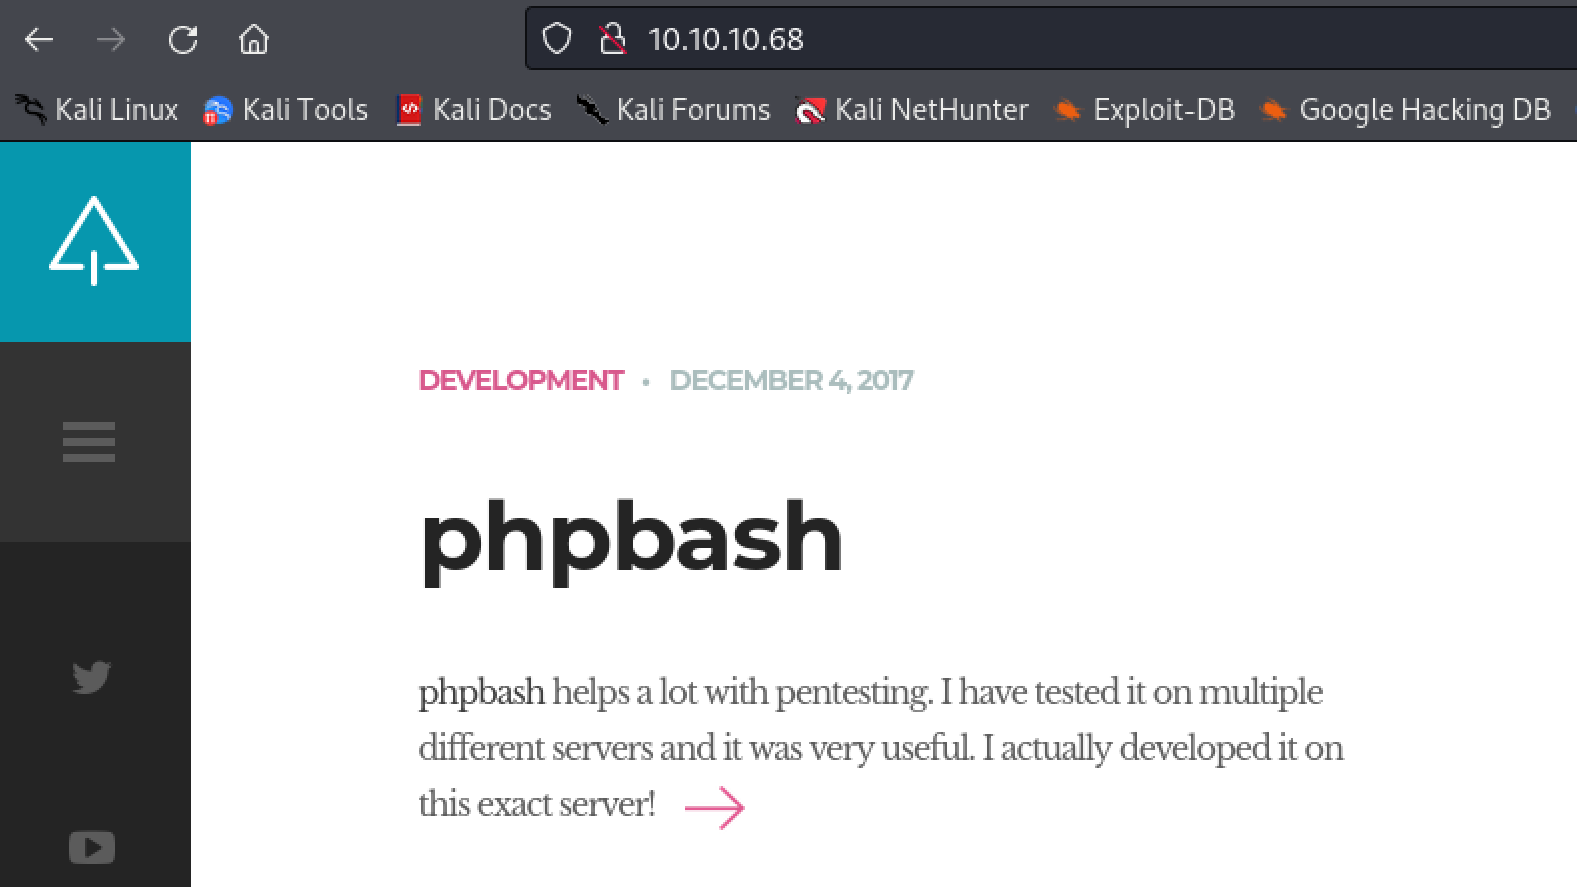 10.10.10.68
Kali Linux Kali Tools Kali Docs Kali Forums Kali NetHunter Exploit-DB Google Hacking DB
DEVELOPMENT • DECEMBER 4, 2017
phpbash
phpbash helps a lot with pentesting. I have tested it on multiple
different servers and it was very useful. I actually developed it on
this exact server!